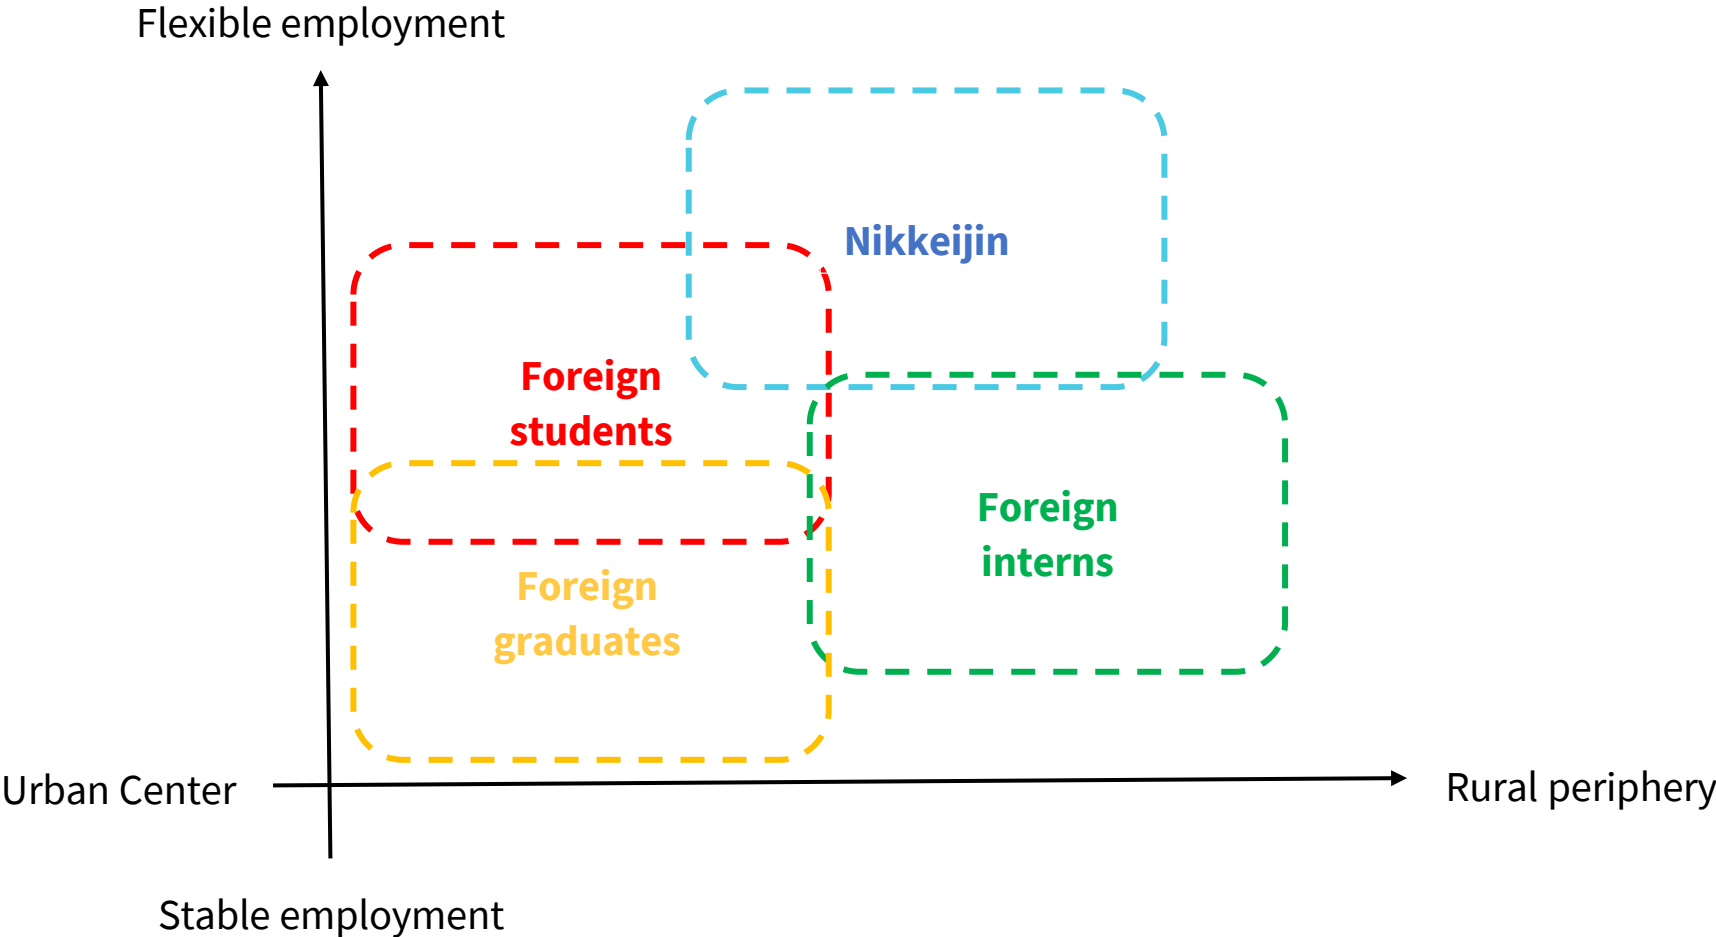 Flexible employment
Nikkeijin
Foreign
students
Foreign
interns
Foreign
graduates
Urban Center
Rural periphery
Stable employment